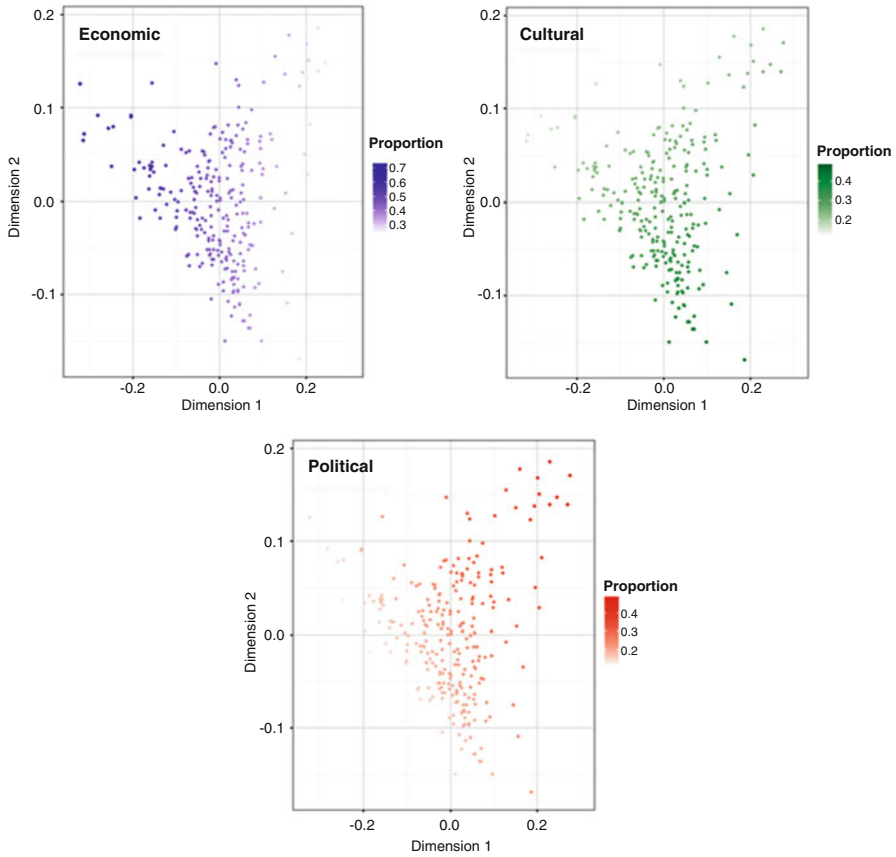 Economic
0.2
0.1
0.0
-0.1
Dimension 2
-0.2 0.0 0.2
Dimension 1
Proportion
0.7
0.6
0.5
0.4
0.3
Cultural
0.2
0.1
0.0
-0.1
Dimension 2
-0.2 0.0 0.2
Dimension 1
Proportion
0.4
0.3
0.2
Political
0.2
0.1
0.0
-0.1
Dimension 2
-0.2 0.0 0.2
Dimension 1
Proportion
0.4
0.3
0.2